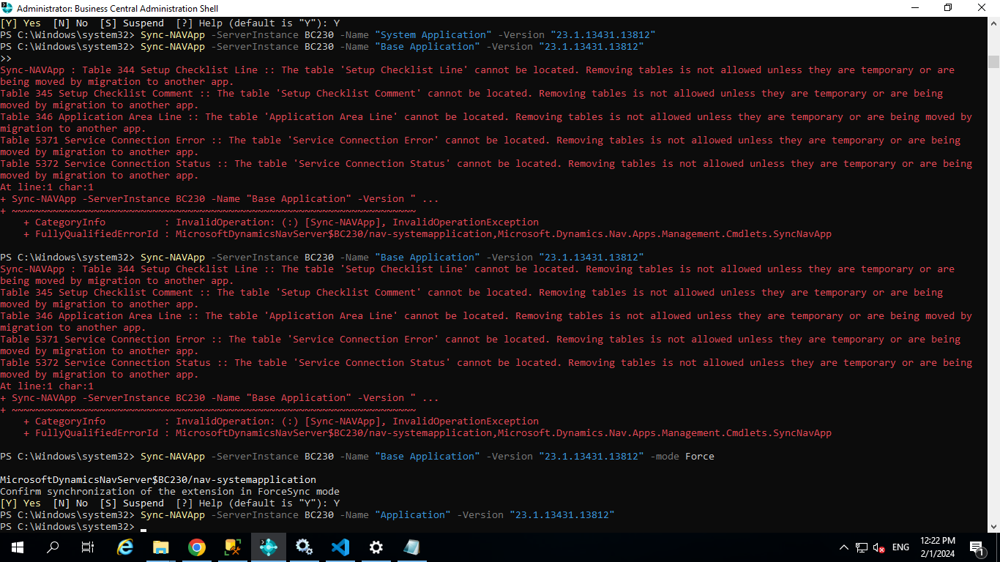 Administrator: Business Central Administration Shell
[Y] Yes  [N] No  [S] Suspend  [?] Help (default is "Y"): Y
PS C:\Windows\system32> Sync-NAVApp -ServerInstance BC230 -Name "System Application" -Version "23.1.13431.13812"
PS C:\Windows\system32> Sync-NAVApp -ServerInstance BC230 -Name "Base Application" -Version "23.1.13431.13812"
>>
Sync-NAVApp : Table 344 Setup Checklist Line :: The table 'Setup Checklist Line' cannot be located. Removing tables is not allowed unless they are temporary or are
being moved by migration to another app.
Table 345 Setup Checklist Comment :: The table 'Setup Checklist Comment' cannot be located. Removing tables is not allowed unless they are temporary or are being
moved by migration to another app.
Table 346 Application Area Line :: The table 'Application Area Line' cannot be located. Removing tables is not allowed unless they are temporary or are being moved by
migration to another app.
Table 5371 Service Connection Error :: The table 'Service Connection Error' cannot be located. Removing tables is not allowed unless they are temporary or are being
moved by migration to another app.
Table 5372 Service Connection Status :: The table 'Service Connection Status' cannot be located. Removing tables is not allowed unless they are temporary or are being
moved by migration to another app.
At line:1 char:1
+ Sync-NAVApp -ServerInstance BC230 -Name "Base Application" -Version " ...
+ ~~~~~~~~~~~~~~~~~~~~~~~~~~~~~~~~~~~~~~~~~~~~~~~~~~~~~~~~~~~~~~~~~~~~~
    + CategoryInfo          : InvalidOperation: (:) [Sync-NAVApp], InvalidOperationException
    + FullyQualifiedErrorId : MicrosoftDynamicsNavServer$BC230/nav-systemapplication,Microsoft.Dynamics.Nav.Apps.Management.Cmdlets.SyncNavApp
PS C:\Windows\system32> Sync-NAVApp -ServerInstance BC230 -Name "Base Application" -Version "23.1.13431.13812"
Sync-NAVApp : Table 344 Setup Checklist Line :: The table 'Setup Checklist Line' cannot be located. Removing tables is not allowed unless they are temporary or are
being moved by migration to another app.
Table 345 Setup Checklist Comment :: The table 'Setup Checklist Comment' cannot be located. Removing tables is not allowed unless they are temporary or are being
moved by migration to another app.
Table 346 Application Area Line :: The table 'Application Area Line' cannot be located. Removing tables is not allowed unless they are temporary or are being moved by
migration to another app.
Table 5371 Service Connection Error :: The table 'Service Connection Error' cannot be located. Removing tables is not allowed unless they are temporary or are being
moved by migration to another app.
Table 5372 Service Connection Status :: The table 'Service Connection Status' cannot be located. Removing tables is not allowed unless they are temporary or are being
moved by migration to another app.
At line:1 char:1
+ Sync-NAVApp -ServerInstance BC230 -Name "Base Application" -Version " ...
+ ~~~~~~~~~~~~~~~~~~~~~~~~~~~~~~~~~~~~~~~~~~~~~~~~~~~~~~~~~~~~~~~~~~~~~
    + CategoryInfo          : InvalidOperation: (:) [Sync-NAVApp], InvalidOperationException
    + FullyQualifiedErrorId : MicrosoftDynamicsNavServer$BC230/nav-systemapplication,Microsoft.Dynamics.Nav.Apps.Management.Cmdlets.SyncNavApp
PS C:\Windows\system32> Sync-NAVApp -ServerInstance BC230 -Name "Base Application" -Version "23.1.13431.13812" -mode Force
MicrosoftDynamicsNavServer$BC230/nav-systemapplication
Confirm synchronization of the extension in ForceSync mode
[Y] Yes  [N] No  [S] Suspend  [?] Help (default is "Y"): Y
PS C:\Windows\system32> Sync-NAVApp -ServerInstance BC230 -Name "Application" -Version "23.1.13431.13812"
PS C:\Windows\system32>
ENG
12:22 PM
2/1/2024
1